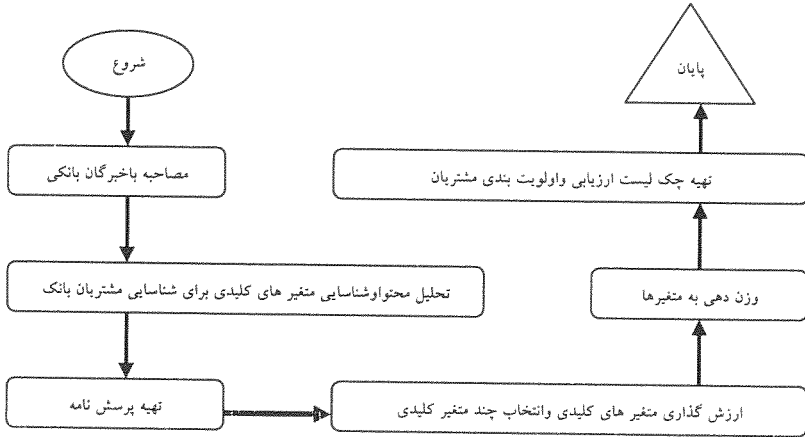 شروع
مصاحبه باخبرگان بانکی
تحلیل محتواوشناسایی متغیر های کلیدی برای شناسایی مشتریان بانک
تهیه پرسش نامه
ارزش گذاری متغیر های کلیدی وانتخاب چند متغیر کلیدی
وزن دهی به متغیرها
تهیه چک لیست ارزیابی واولویت بندی مشتریان
پایان